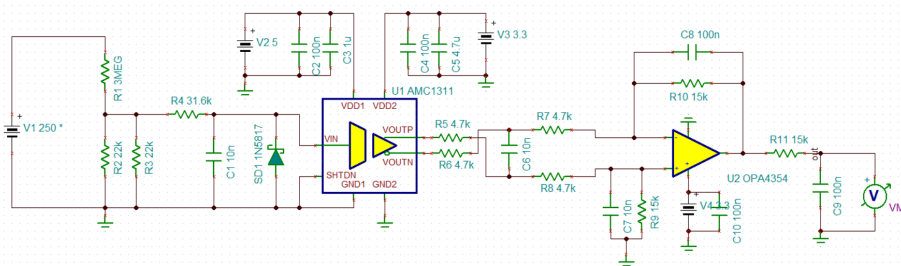 V1 250 *
R1 3MEG
R2 22k
R3 22k
R4 31.6k
C1 10n
SD1 1N5817
V2 5
C2 100n
C3 1u
U1 AMC1311
VDD1 VDD2
VIN
VOUTP
VOUTN
SHTDN
GND1 GND2
C4 100n
C5 4.7u
V3 3.3
R5 4.7k
R6 4.7k
C6 10n
R7 4.7k
R8 4.7k
C7 10n
R9 15k
C8 100n
R10 15k
U2 OPA4354
V4 3.3
C10 100n
R11 15k
out
C9 100n
V
VM